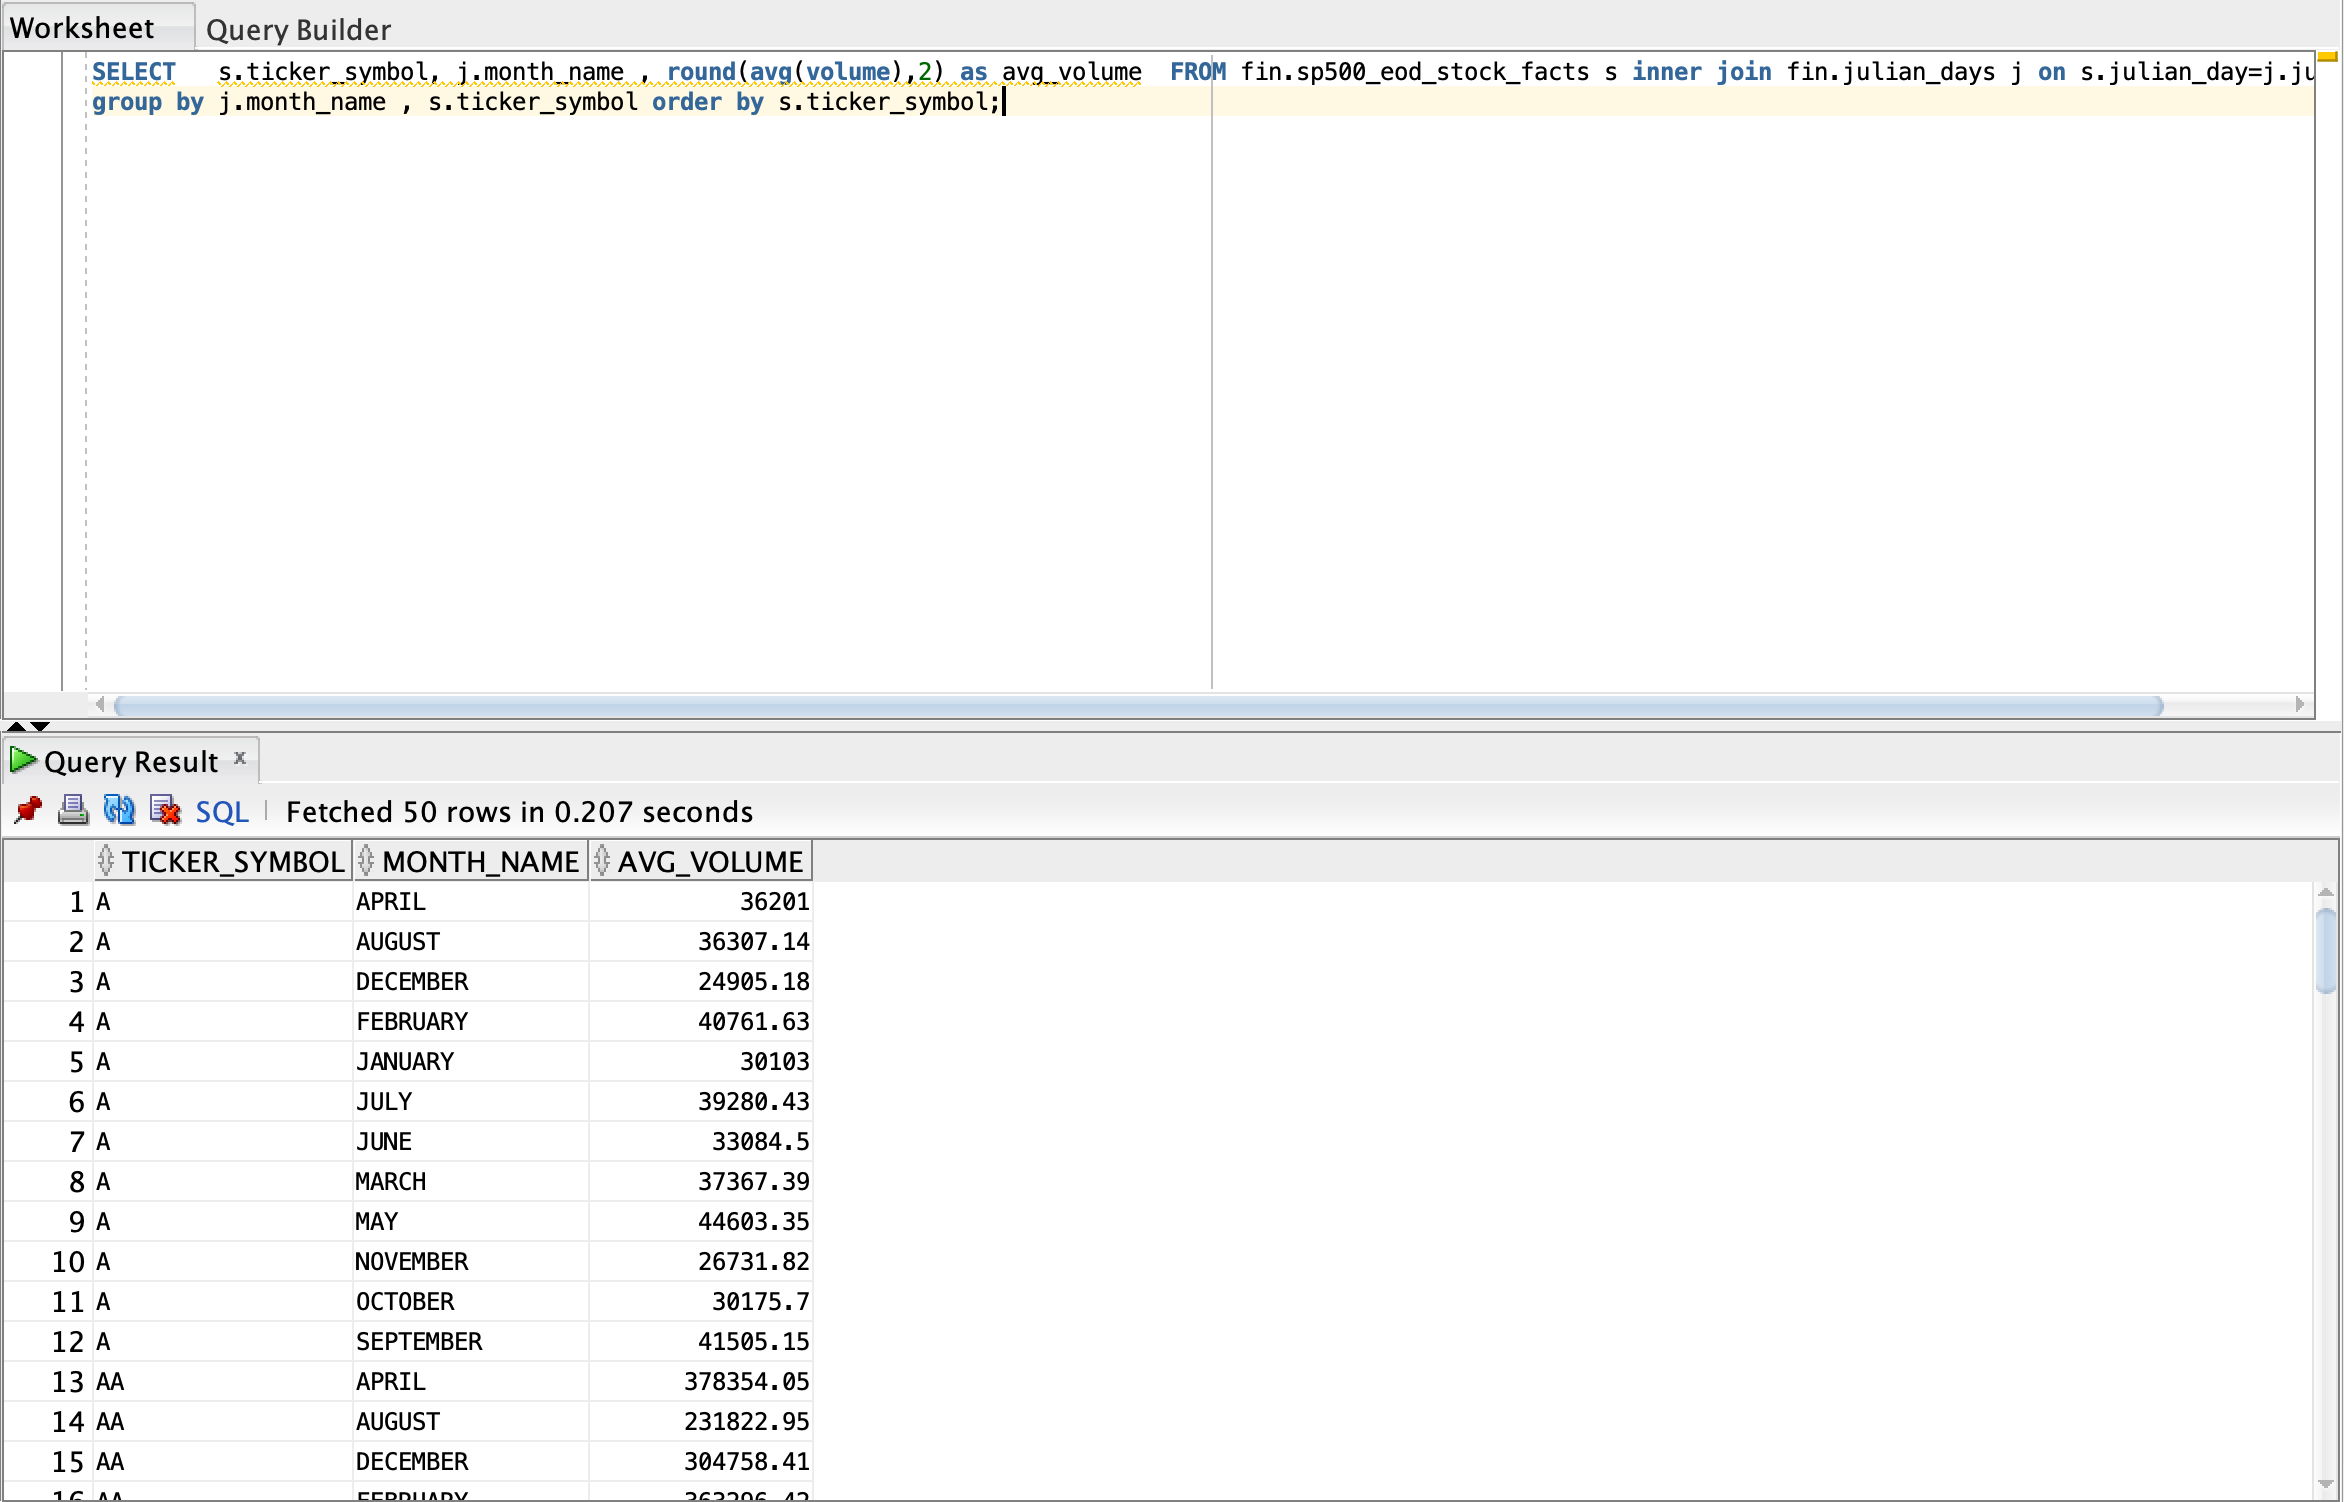 Worksheet Query Builder
SELECT   s.ticker_symbol, j.month_name , round(avg(volume),2) as avg_volume  FROM fin.sp500_eod_stock_facts s inner join fin.julian_days j on s.julian_day=j.ju
group by j.month_name , s.ticker_symbol order by s.ticker_symbol;
Query Result x
SQL Fetched 50 rows in 0.207 seconds
TICKER_SYMBOL MONTH_NAME AVG_VOLUME
1 A APRIL 36201
2 A AUGUST 36307.14
3 A DECEMBER 24905.18
4 A FEBRUARY 40761.63
5 A JANUARY 30103
6 A JULY 39280.43
7 A JUNE 33084.5
8 A MARCH 37367.39
9 A MAY 44603.35
10 A NOVEMBER 26731.82
11 A OCTOBER 30175.7
12 A SEPTEMBER 41505.15
13 AA APRIL 378354.05
14 AA AUGUST 231822.95
15 AA DECEMBER 304758.41
16 AA FEBRUARY 363296.42